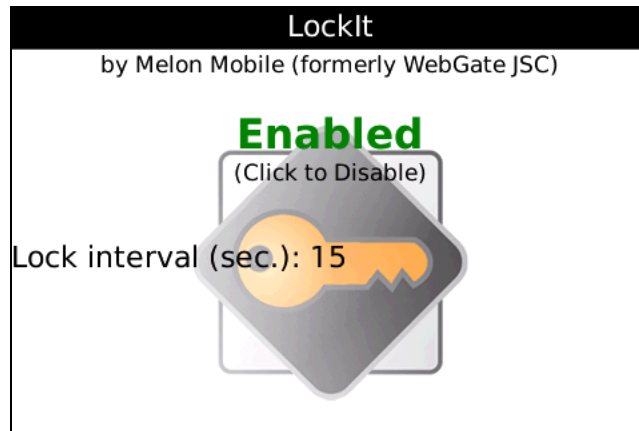 LockIt
by Melon Mobile (formerly WebGate JSC)
Enabled
(Click to Disable)
Lock interval (sec.): 15